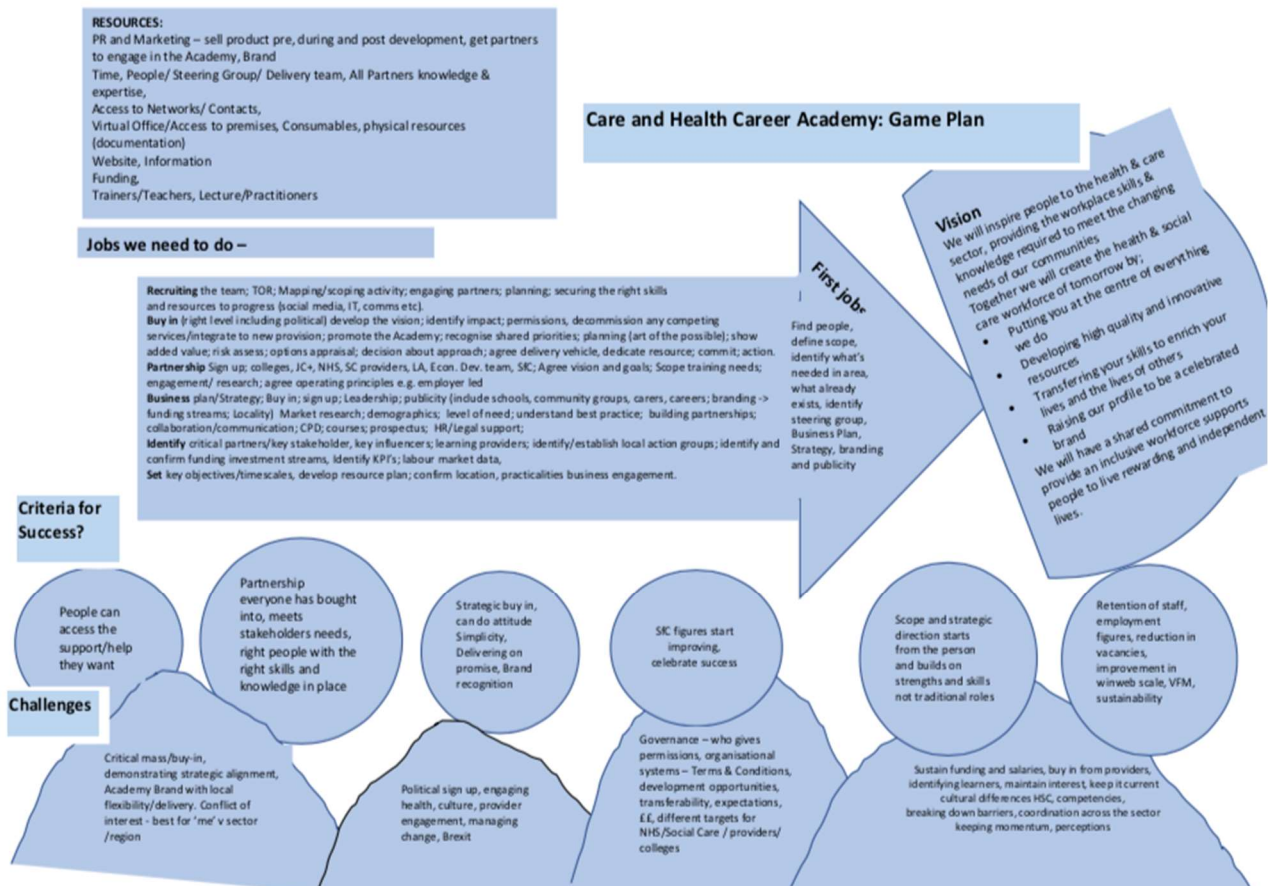 RESOURCES:
PR and Marketing – sell product pre, during and post development, get partners
to engage in the Academy, Brand
Time, People/ Steering Group/ Delivery team, All Partners knowledge &
expertise,
Access to Networks/ Contacts,
Virtual Office/Access to premises, Consumables, physical resources
(documentation)
Website, Information
Funding,
Trainers/Teachers, Lecture/Practitioners
Care and Health Career Academy: Game Plan
Vision
We will inspire people to the health & care
sector, providing the workplace skills &
knowledge required to meet the changing
needs of our communities
Together we will create the health & social
care workforce of tomorrow by;
• Putting you at the centre of everything
we do
• Developing high quality and innovative
resources
• Transferring your skills to enrich your
lives and the lives of others
• Raising our profile to be a celebrated
brand
We will have a shared commitment to
provide an inclusive workforce supports
people to live rewarding and independent
lives.
Jobs we need to do –
Recruiting the team; TOR; Mapping/scoping activity; engaging partners; planning; securing the right skills
and resources to progress (social media, IT, comms etc).
Buy in (right level including political) develop the vision; identify impact; permissions, decommission any competing
services/integrate to new provision; promote the Academy; recognise shared priorities; planning (art of the possible); show
added value; risk assess; options appraisal; decision about approach; agree delivery vehicle, dedicate resource; commit; action.
Partnership Sign up; colleges, JC+, NHS, SC providers, LA, Econ. Dev. team, SfC; Agree vision and goals; Scope training needs;
engagement/ research; agree operating principles e.g. employer led
Business plan/Strategy; Buy in; sign up; Leadership; publicity (include schools, community groups, carers, careers; branding ->
funding streams; Locality) Market research; demographics; level of need; understand best practice; building partnerships;
collaboration/communication; CPD; courses; prospectus; HR/Legal support;
Identify critical partners/key stakeholder, key influencers; learning providers; identify/establish local action groups; identify and
confirm funding investment streams, Identify KPI's; labour market data,
Set key objectives/timescales, develop resource plan; confirm location, practicalities business engagement.
First jobs
Find people,
define scope,
identify what's
needed in area,
what already
exists, identify
steering group,
Business Plan,
Strategy, branding
and publicity
Criteria for
Success?
People can
access the
support/help
they want
Partnership
everyone has bought
into, meets
stakeholders needs,
right people with the
right skills and
knowledge in place
Strategic buy in,
can do attitude
Simplicity,
Delivering on
promise, Brand
recognition
SfC figures start
improving,
celebrate success
Scope and strategic
direction starts
from the person
and builds on
strengths and skills
not traditional roles
Retention of staff,
employment
figures, reduction in
vacancies,
improvement in
winweb scale, VFM,
sustainability
Challenges
Critical mass/buy-in,
demonstrating strategic alignment,
Academy Brand with local
flexibility/delivery. Conflict of
interest - best for 'me' v sector
/region
Political sign up, engaging
health, culture, provider
engagement, managing
change, Brexit
Governance – who gives
permissions, organisational
systems – Terms & Conditions,
development opportunities,
transferability, expectations,
££, different targets for
NHS/Social Care / providers/
colleges
Sustain funding and salaries, buy in from providers,
identifying learners, maintain interest, keep it current
cultural differences HSC, competencies,
breaking down barriers, coordination across the sector
keeping momentum, perceptions